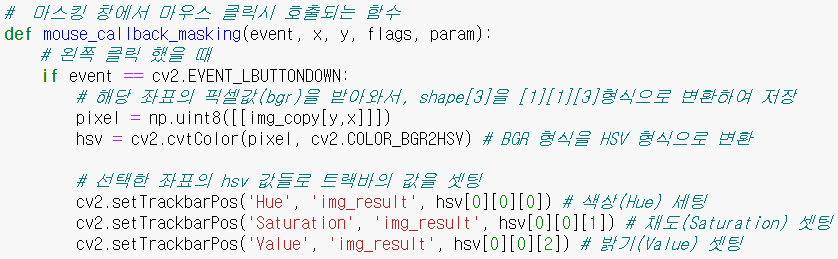 #  마스킹 창에서 마우스 클릭시 호출되는 함수
def mouse_callback_masking(event, x, y, flags, param):
    # 왼쪽 클릭 했을 때
    if event == cv2.EVENT_LBUTTONDOWN:
        # 해당 좌표의 픽셀값(bgr)을 받아와서, shape[3]을 [1][1][3]형식으로 변환하여 저장
        pixel = np.uint8([[img_copy[y,x]]])
        hsv = cv2.cvtColor(pixel, cv2.COLOR_BGR2HSV) # BGR 형식을 HSV 형식으로 변환

        # 선택한 좌표의 hsv 값들로 트랙바의 값을 셋팅
        cv2.setTrackbarPos('Hue', 'img_result', hsv[0][0][0]) # 색상(Hue) 세팅
        cv2.setTrackbarPos('Saturation', 'img_result', hsv[0][0][1]) # 채도(Saturation) 셋팅
        cv2.setTrackbarPos('Value', 'img_result', hsv[0][0][2]) # 밝기(Value) 셋팅